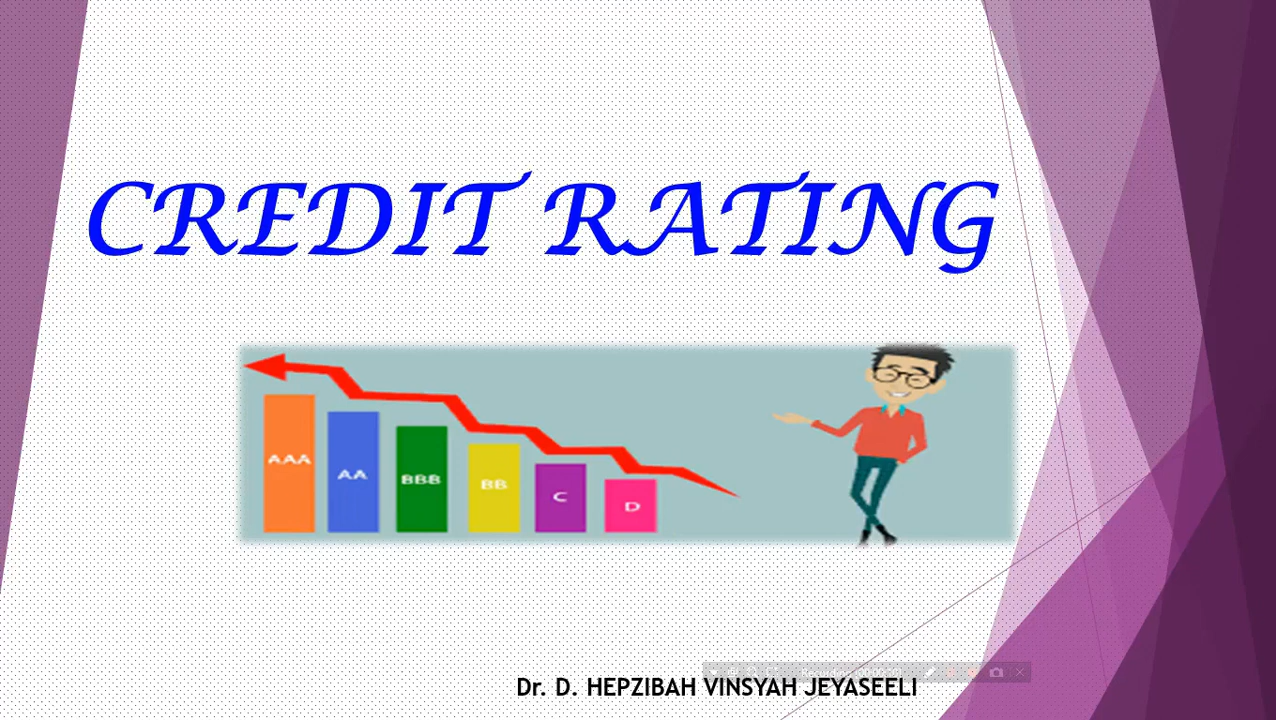 CREDIT RATING
AAA
AA
BBB
BB
C
D
Dr. D. HEPZIBAH VINSYAH JEYASEELI